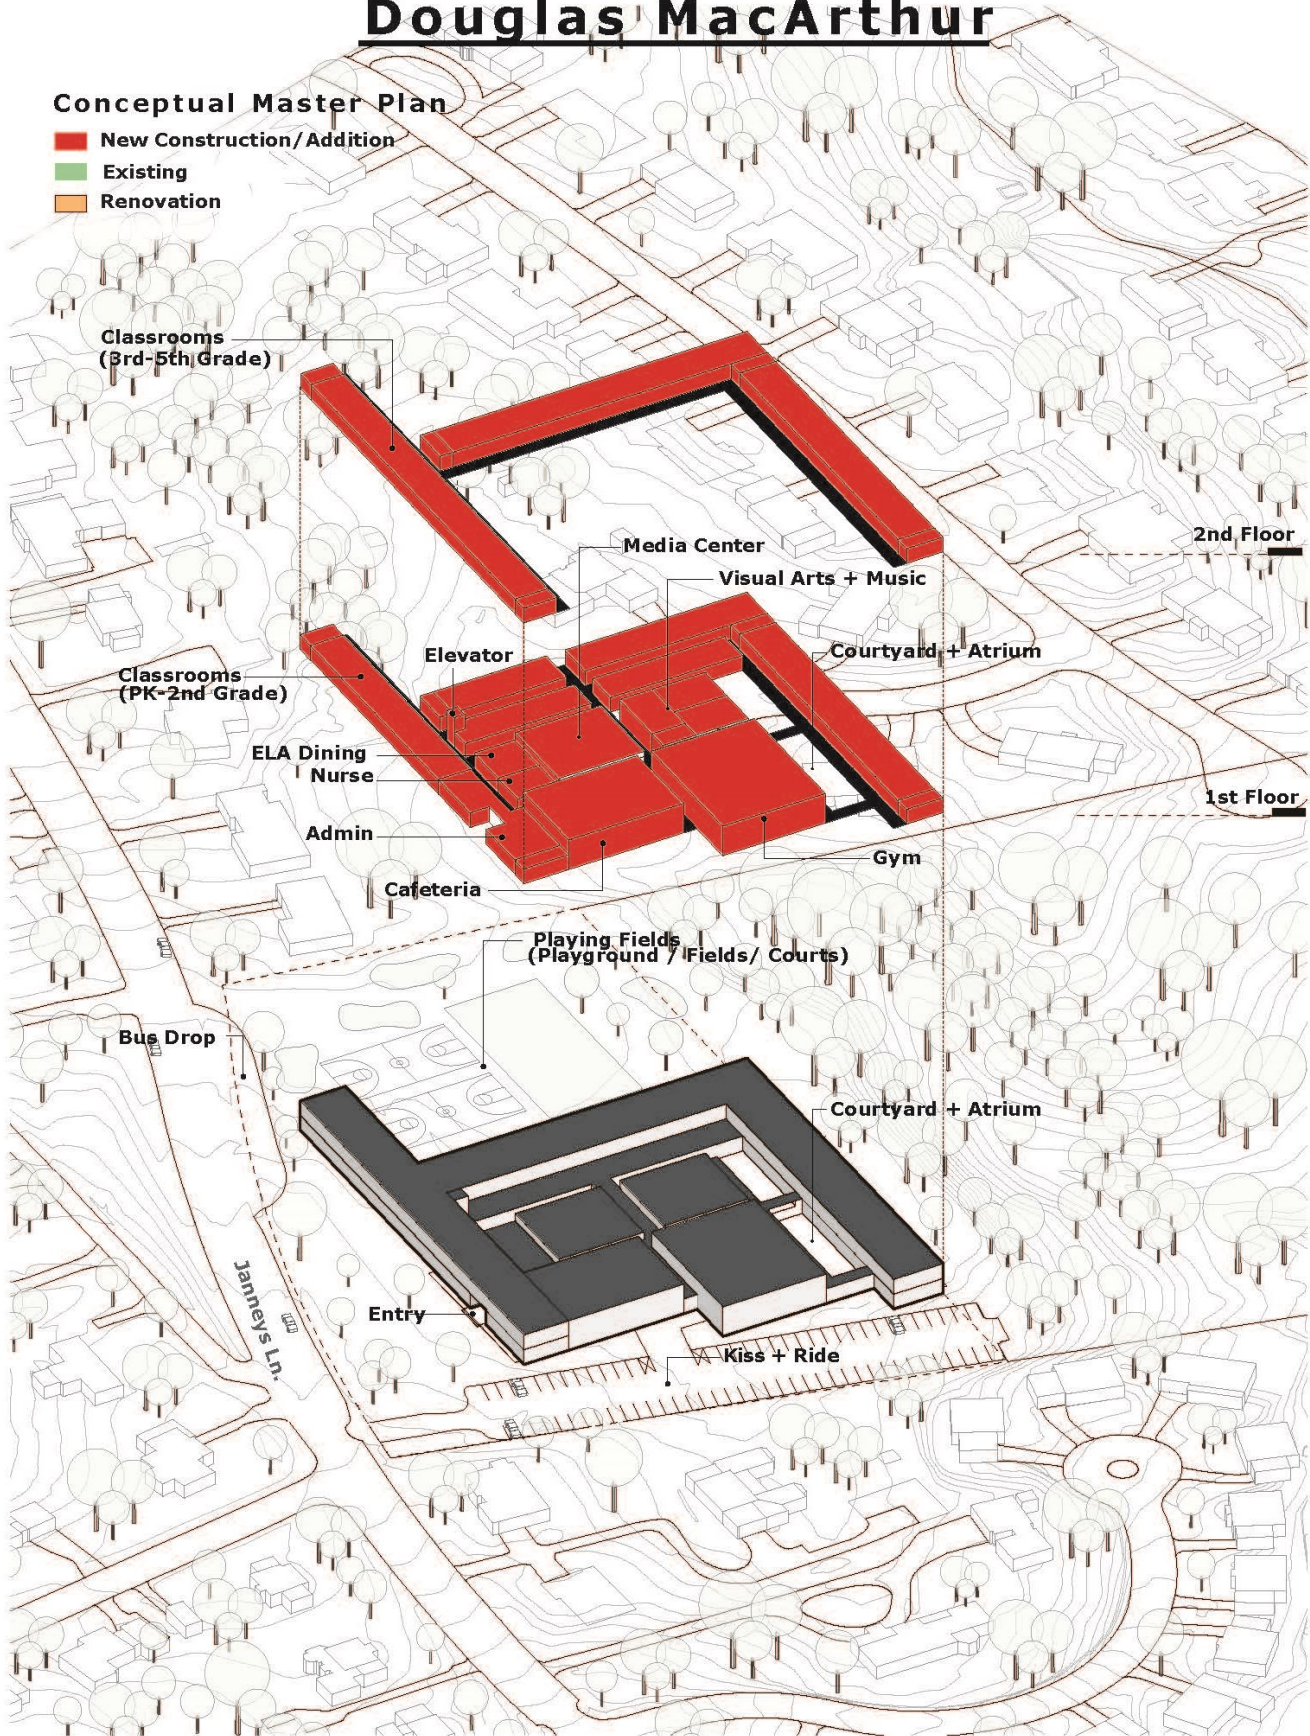 Douglas MacArthur
Conceptual Master Plan
New Construction/Addition
Existing
Renovation
Classrooms
(3rd-5th Grade)
2nd Floor
Media Center
Visual Arts + Music
Elevator
Courtyard + Atrium
Classrooms
(PK-2nd Grade)
ELA Dining
Nurse
1st Floor
Admin
Gym
Cafeteria
Playing Fields
(Playground / Fields/ Courts)
Bus Drop
Courtyard + Atrium
Janneys Ln.
Entry
Kiss + Ride